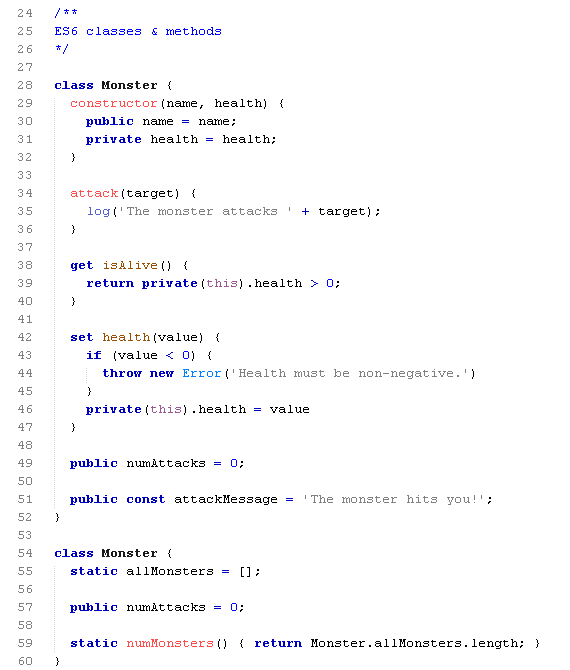 24 /**
25 ES6 classes & methods
26 */
27
28 class Monster {
29   constructor(name, health) {
30     public name = name;
31     private health = health;
32   }
33
34   attack(target) {
35     log('The monster attacks ' + target);
36   }
37
38   get isAlive() {
39     return private(this).health > 0;
40   }
41
42   set health(value) {
43     if (value < 0) {
44       throw new Error('Health must be non-negative.')
45     }
46     private(this).health = value
47   }
48
49   public numAttacks = 0;
50
51   public const attackMessage = 'The monster hits you!';
52 }
53
54 class Monster {
55   static allMonsters = [];
56
57   public numAttacks = 0;
58
59   static numMonsters() { return Monster.allMonsters.length; }
60 }